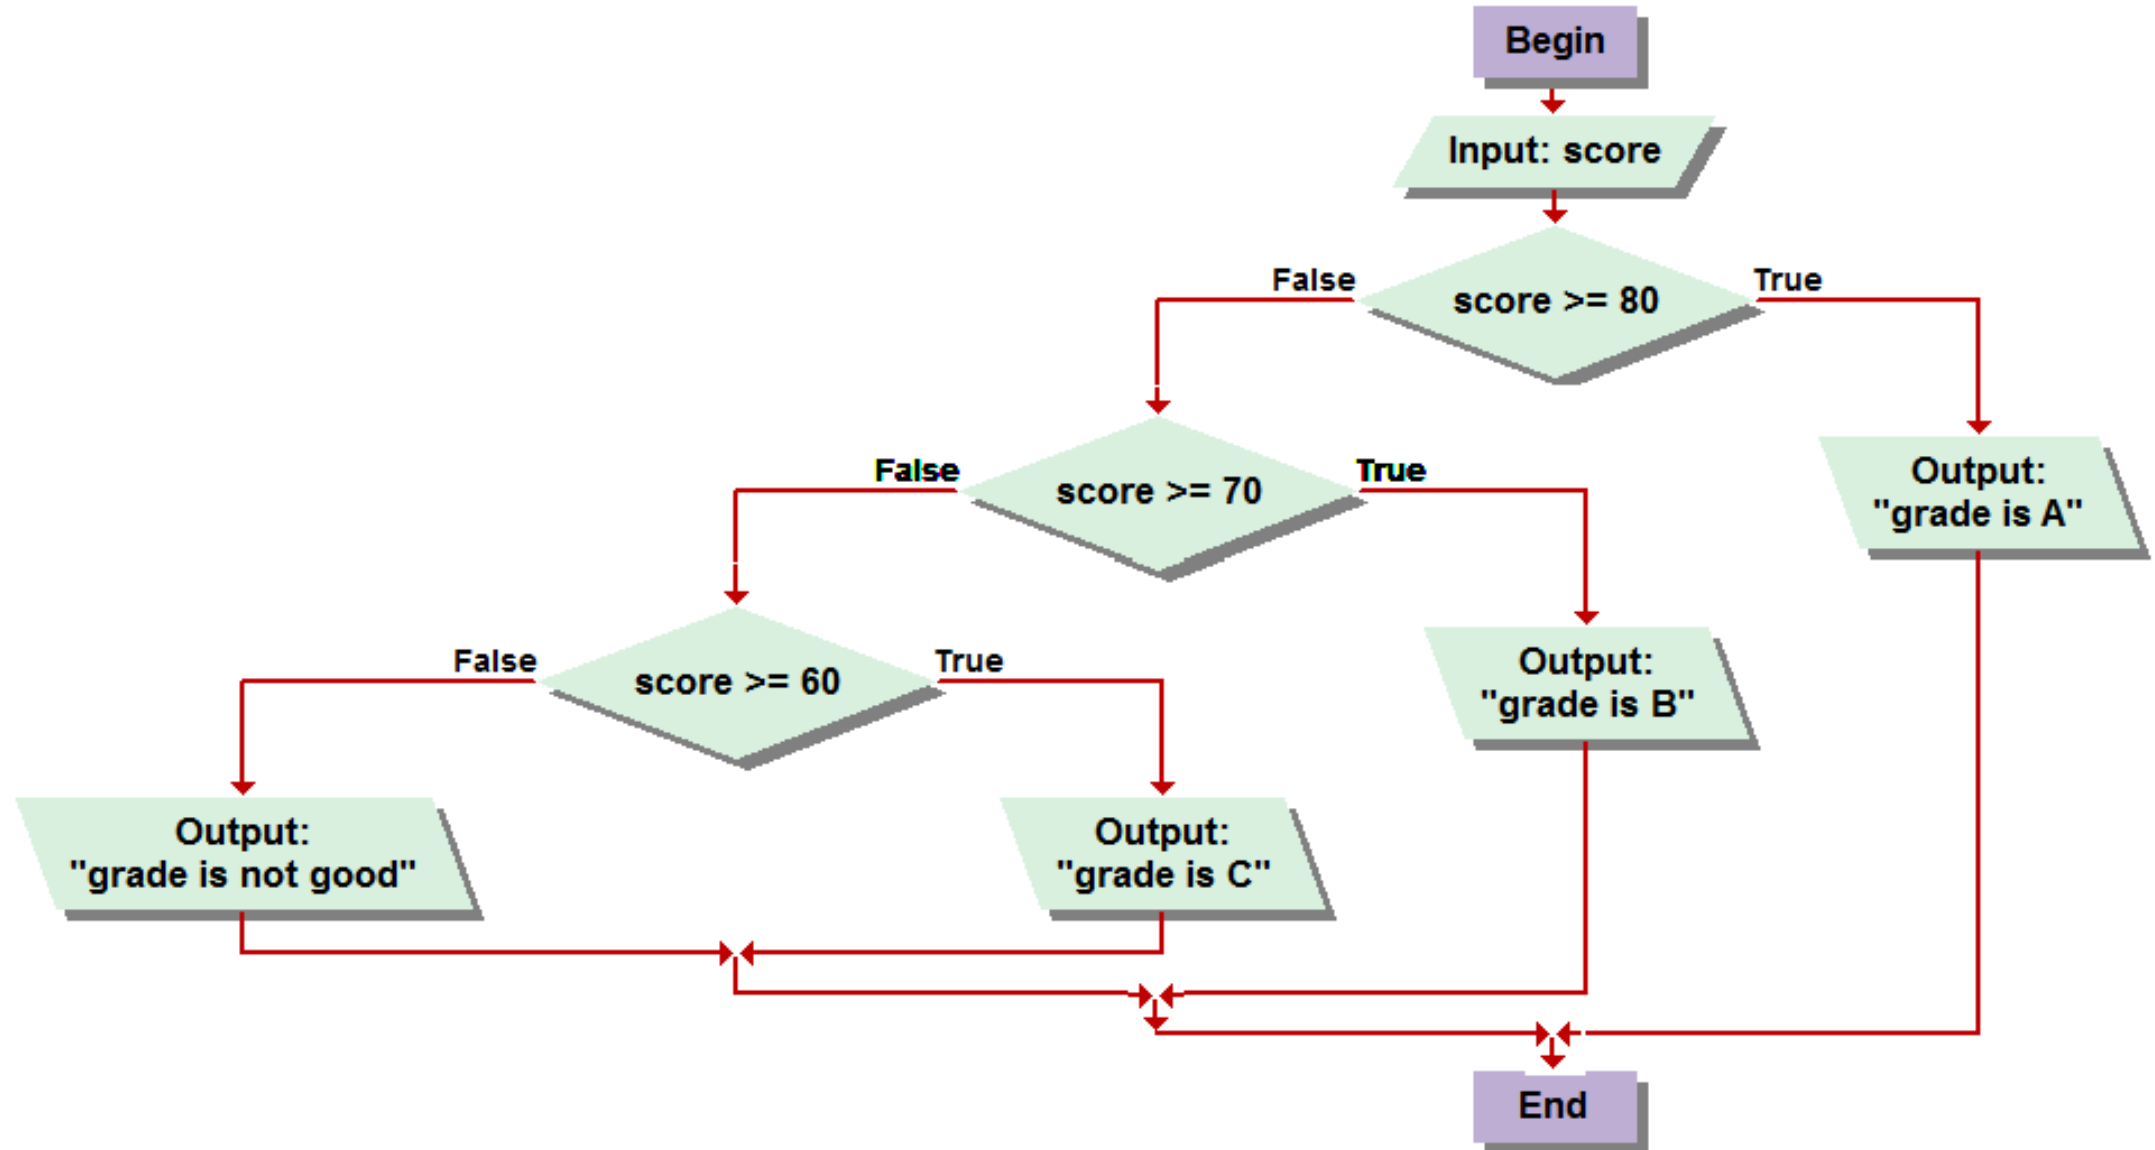 Begin
Input: score
False
score >= 80
True
False
score >= 70
True
Output:
"grade is A"
False
score >= 60
True
Output:
"grade is B"
Output:
"grade is not good"
Output:
"grade is C"
End